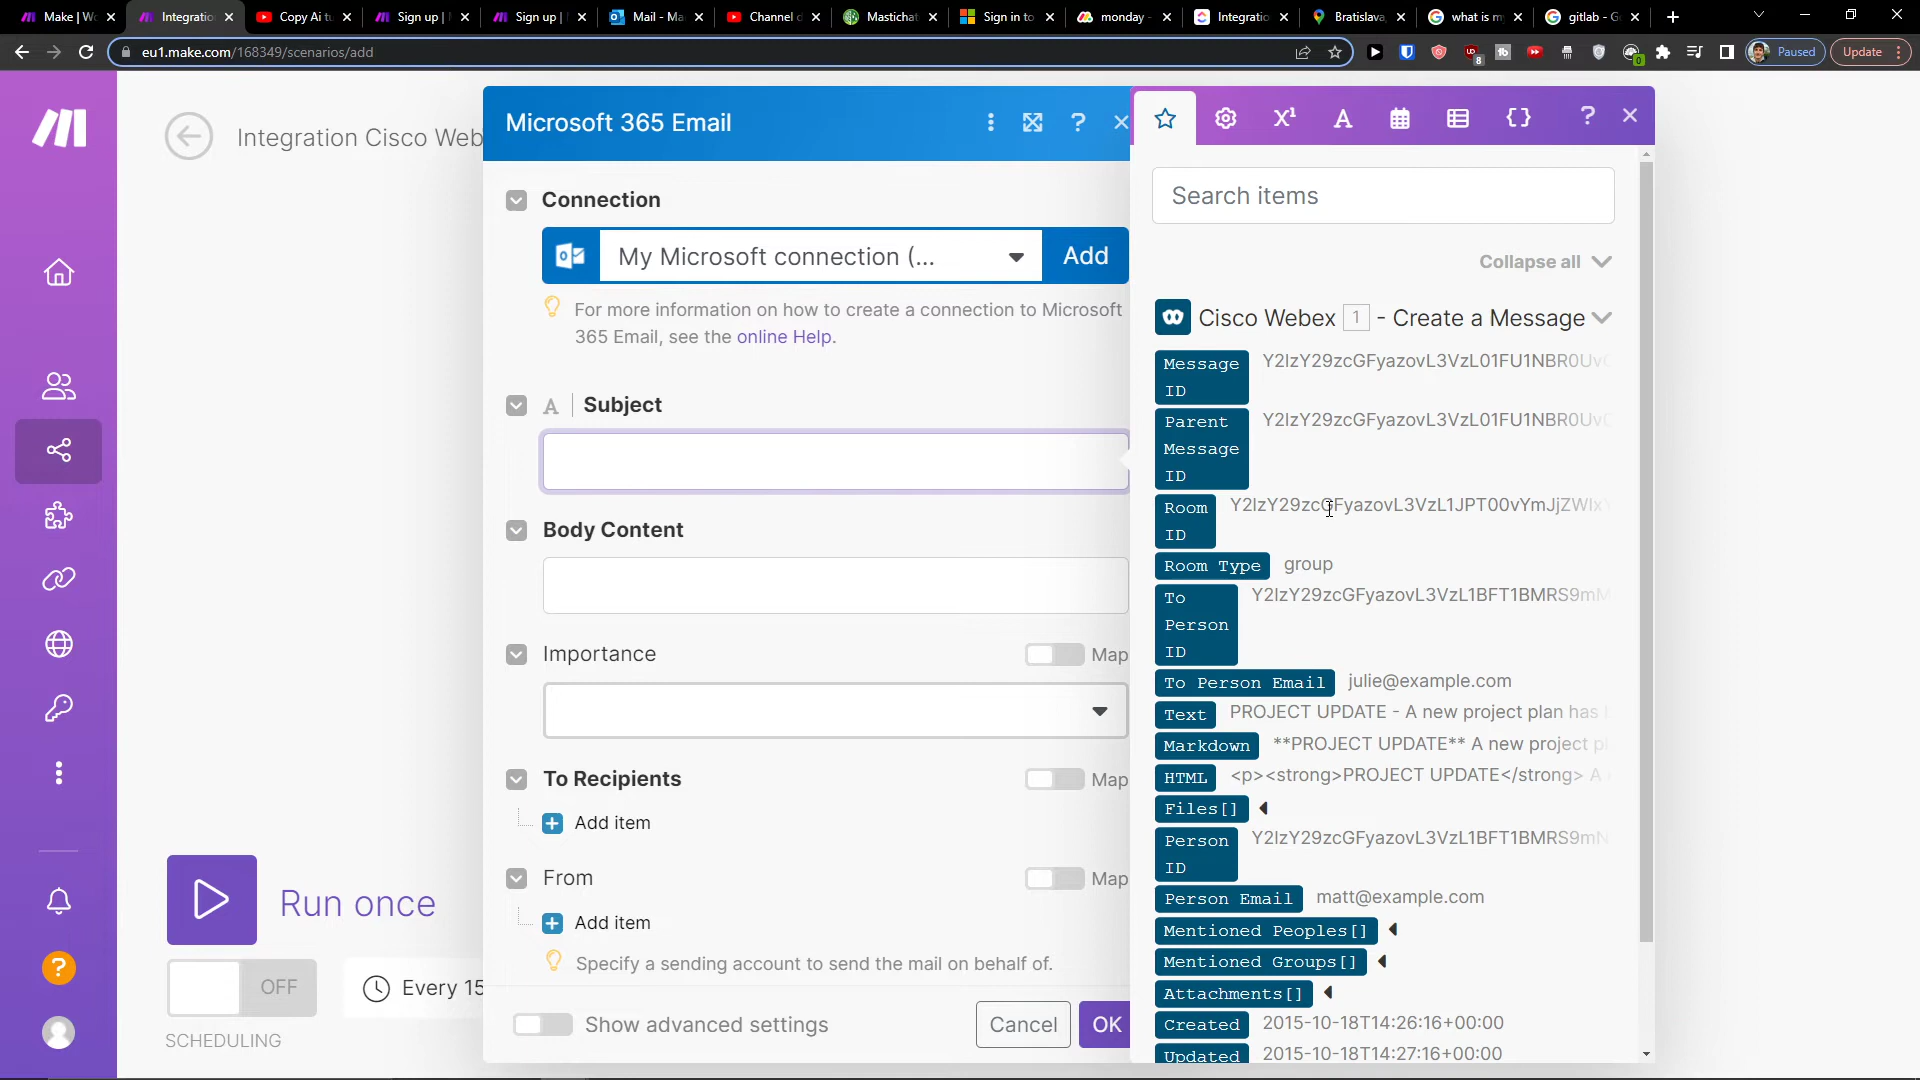 Make | Wo
Integratio
Copy Ai tu
Sign up |
Sign up |
Mail - Ma
Channel d
Mastichat
Sign in to
monday -
Integratio
Bratislava,
what is m
gitlab - G
eu1.make.com/168349/scenarios/add
8
0
Paused
Update
Integration Cisco Web
Microsoft 365 Email
?
Connection
My Microsoft connection (...
Add
For more information on how to create a connection to Microsoft
365 Email, see the online Help.
A
Subject
Body Content
Importance
Map
To Recipients
Map
Add item
From
Map
Add item
Specify a sending account to send the mail on behalf of.
Show advanced settings
Cancel
OK
Run once
OFF
Every 15
SCHEDULING
?
Search items
Collapse all
Cisco Webex 1 - Create a Message
Message ID
Parent Message ID
Room ID
Room Type group
To Person ID
To Person Email julie@example.com
Text PROJECT UPDATE - A new project plan has
Markdown **PROJECT UPDATE** A new project
HTML <p><strong>PROJECT UPDATE</strong> A
Files[]
Person ID
Person Email matt@example.com
Mentioned Peoples[]
Mentioned Groups[]
Attachments[]
Created 2015-10-18T14:26:16+00:00
Updated 2015-10-18T14:27:16+00:00